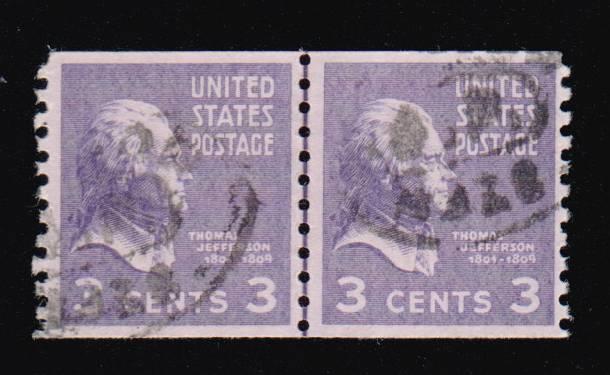 UNITED
STATES
POSTAGE
THOMAS
JEFFERSON
1801-1809
3 CENTS 3
UNITED
STATES
POSTAGE
THOMAS
JEFFERSON
1801-1809
3 CENTS 3